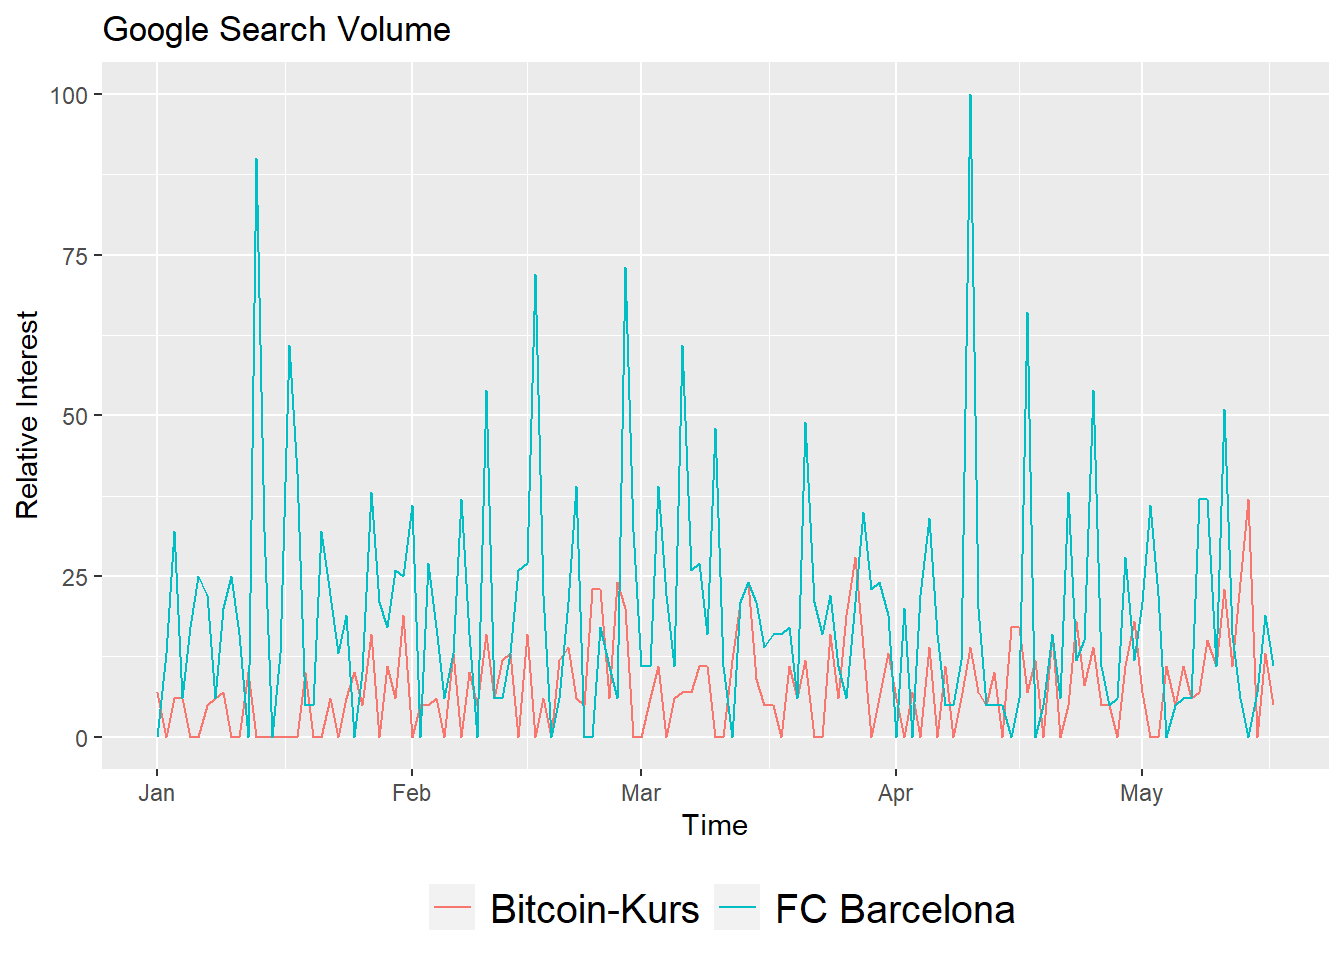 Google Search Volume
100
75
50
25
0
Relative Interest
Jan Feb Mar Apr May
Time
Bitcoin-Kurs FC Barcelona